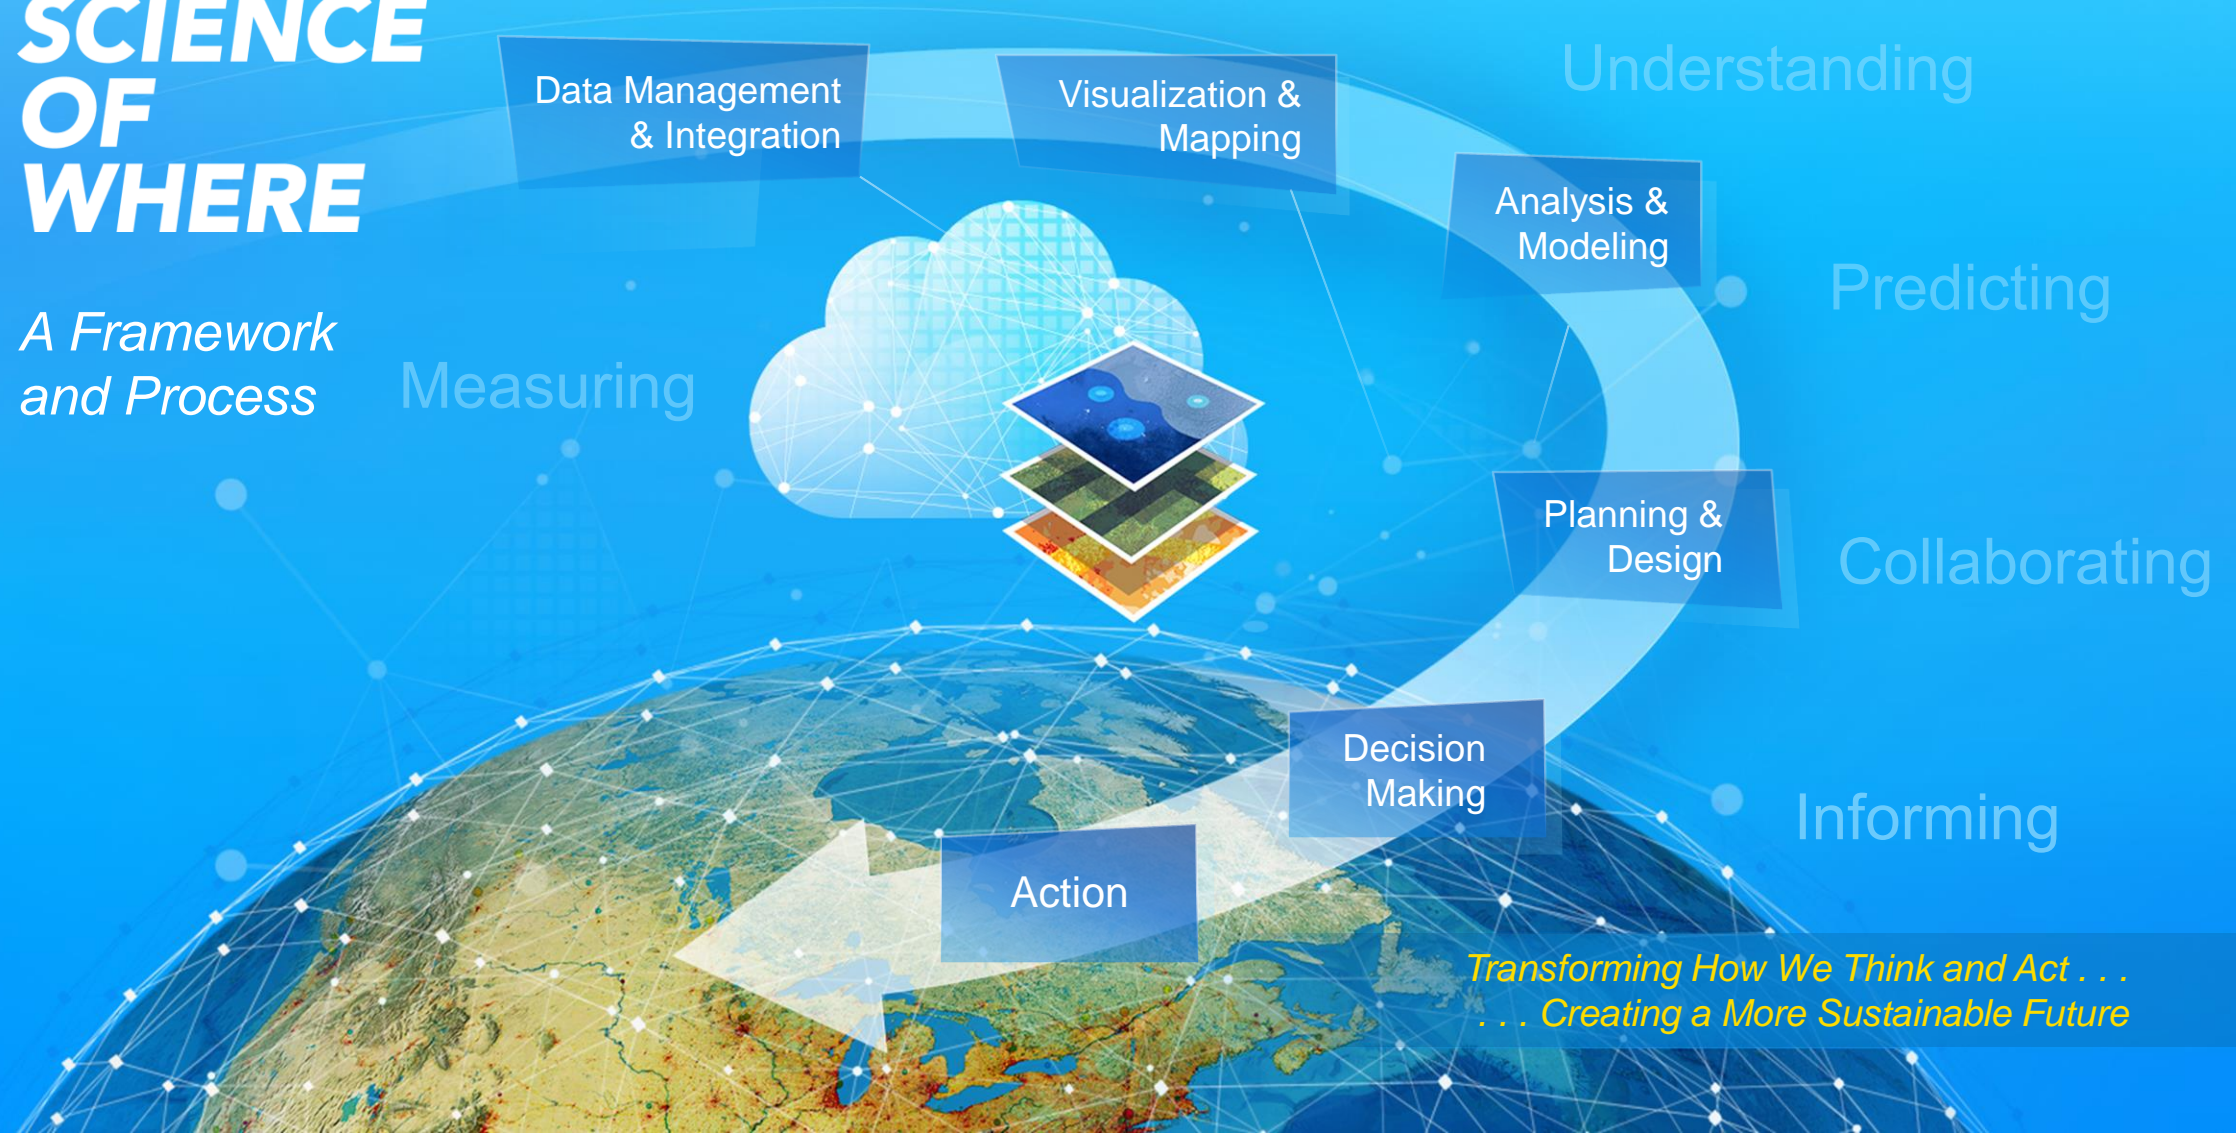 SCIENCE
OF
WHERE
A Framework
and Process
Measuring
Data Management
& Integration
Visualization &
Mapping
Understanding
Analysis &
Modeling
Predicting
Planning &
Design
Collaborating
Decision
Making
Informing
Action
Transforming How We Think and Act . . .
. . . Creating a More Sustainable Future